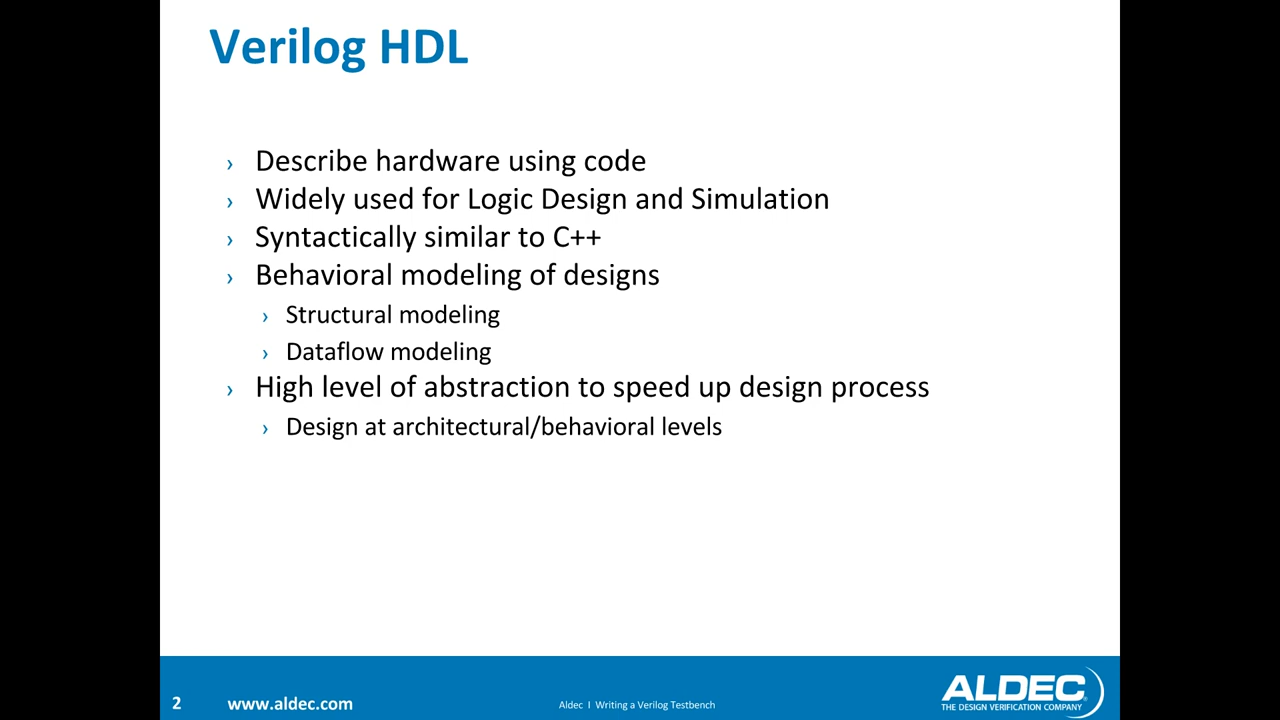 Verilog HDL
› Describe hardware using code
› Widely used for Logic Design and Simulation
› Syntactically similar to C++
› Behavioral modeling of designs
› Structural modeling
› Dataflow modeling
› High level of abstraction to speed up design process
› Design at architectural/behavioral levels
2 www.aldec.com Aldec I Writing a Verilog Testbench
ALDEC®
THE DESIGN VERIFICATION COMPANY